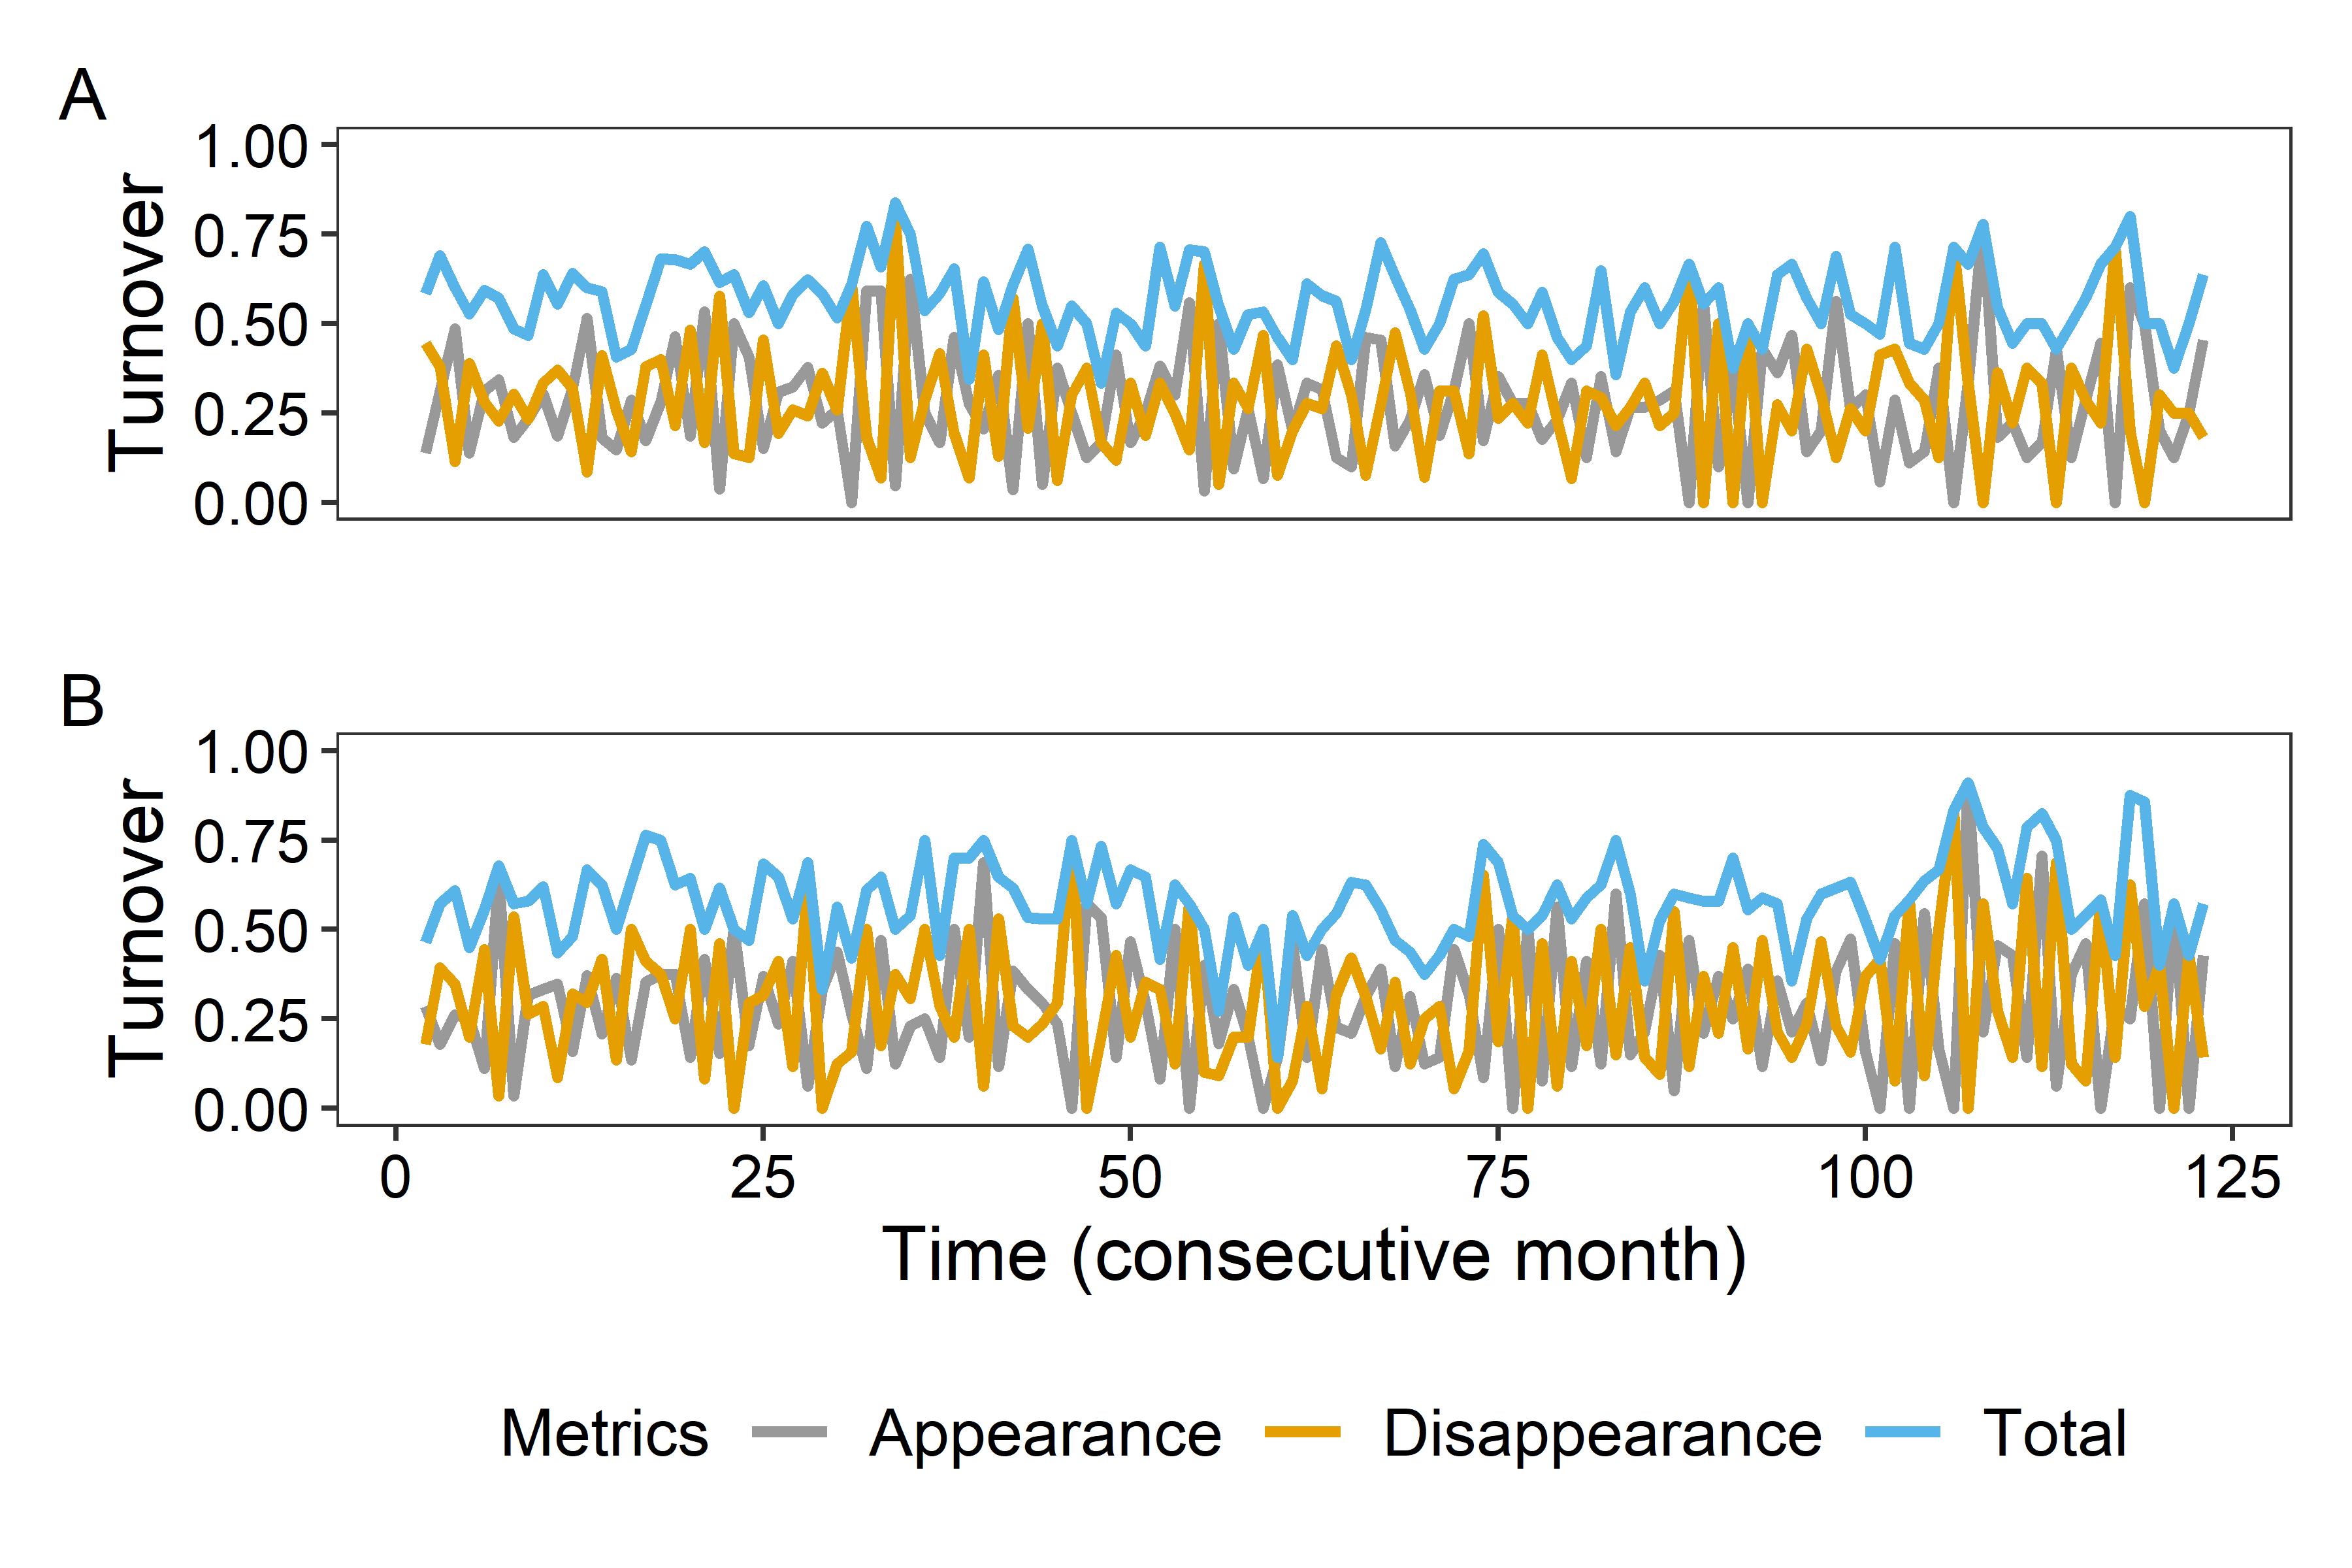 A
Turnover
1.00
0.75
0.50
0.25
0.00
B
Turnover
1.00
0.75
0.50
0.25
0.00
0 25 50 75 100 125
Time (consecutive month)
Metrics Appearance Disappearance Total